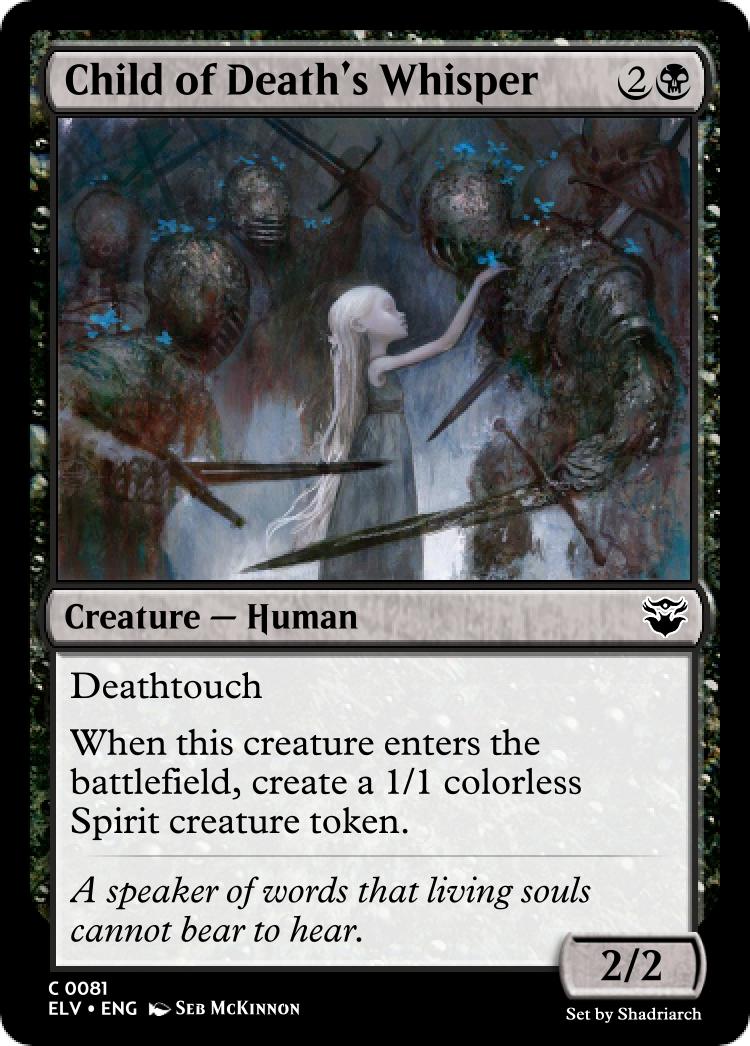 Child of Death's Whisper 2
Creature — Human
Deathtouch
When this creature enters the
battlefield, create a 1/1 colorless
Spirit creature token.
A speaker of words that living souls
cannot bear to hear.
2/2
C 0081
ELV • ENG Seb McKinnon
Set by Shadriarch